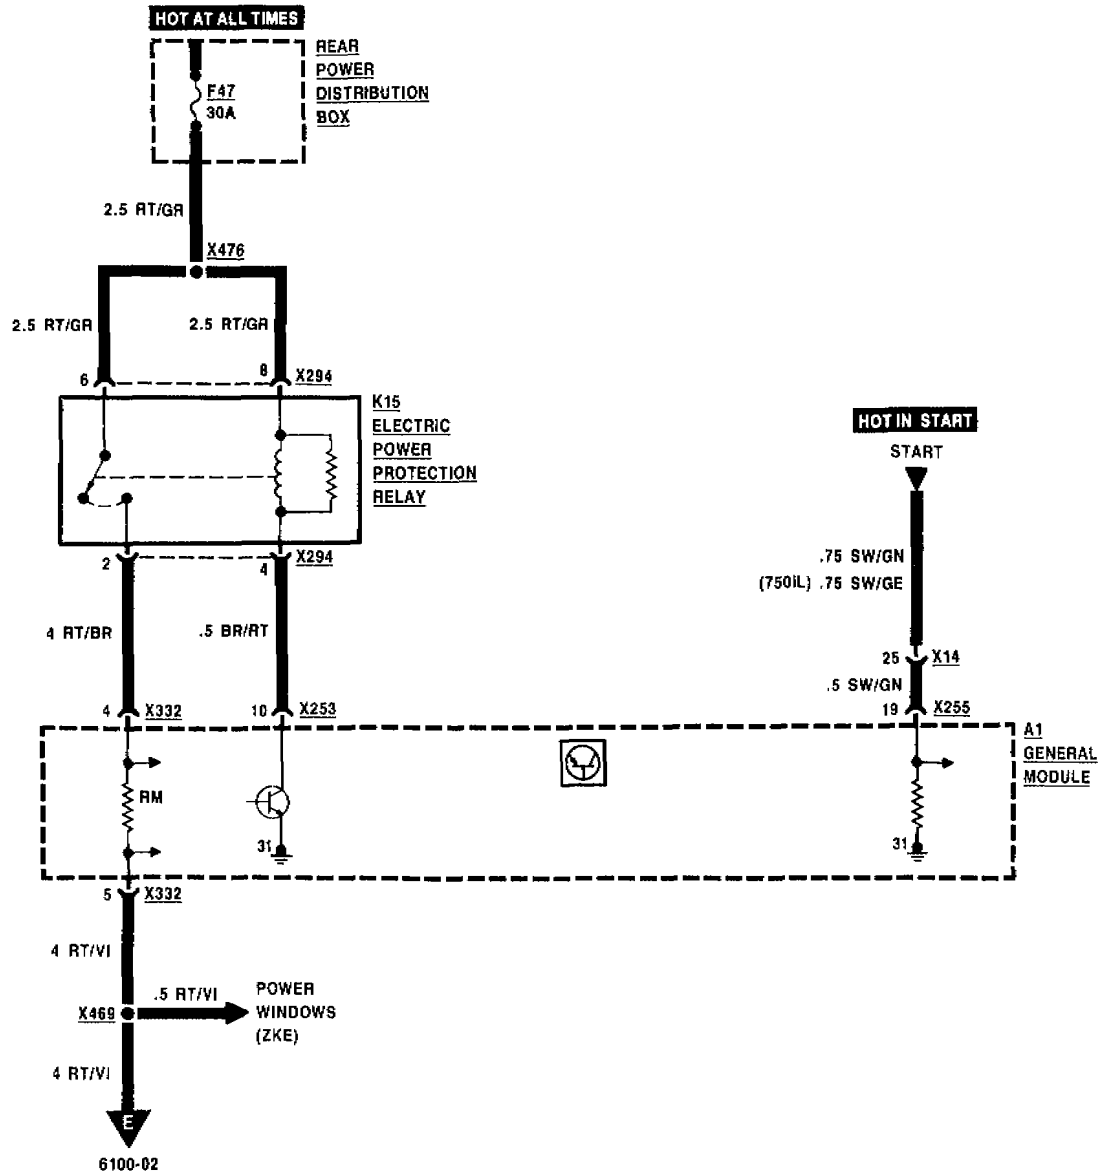 HOT AT ALL TIMES
REAR
POWER
DISTRIBUTION
BOX
F47
30A
2.5 RT/GR
X476
2.5 RT/GR
2.5 RT/GR
6
8
X294
K15
ELECTRIC
POWER
PROTECTION
RELAY
HOT IN START
START
2
4
X294
.75 SW/GN
(750iL) .75 SW/GE
4 RT/BR
.5 BR/RT
25
X14
.5 SW/GN
4
X332
10
X253
19
X255
A1
GENERAL
MODULE
RM
31
31
5
X332
4 RT/VI
.5 RT/VI
POWER
WINDOWS
(ZKE)
X469
4 RT/VI
E
6100-02